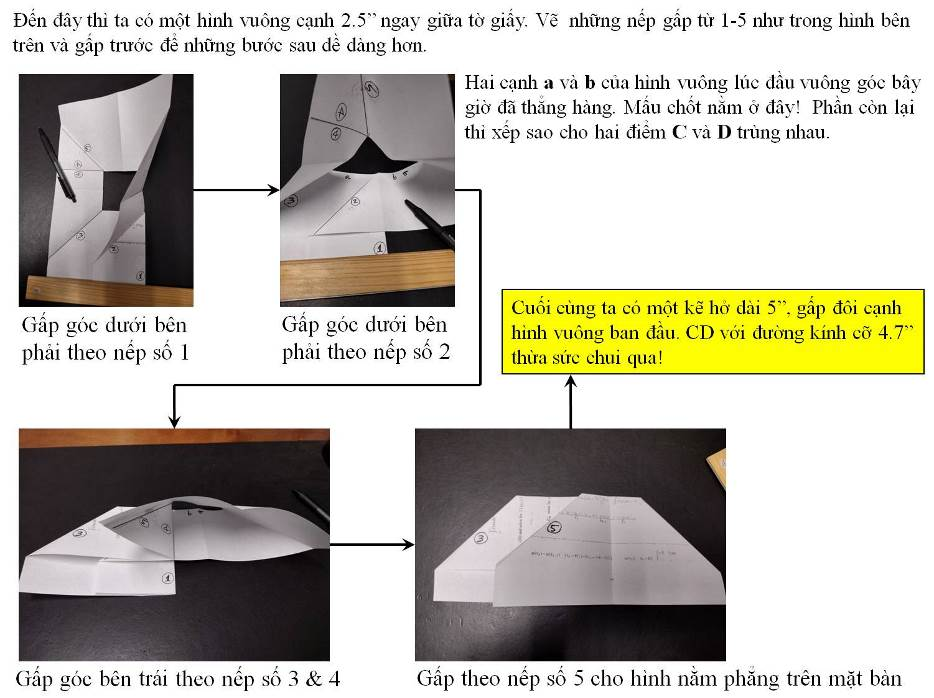 Đến đây thì ta có một hình vuông cạnh 2.5” ngay giữa tờ giấy. Vẽ những nếp gấp từ 1-5 như trong hình bên
trên và gấp trước để những bước sau dề dàng hơn.
Hai cạnh a và b của hình vuông lúc đầu vuông góc bây
giờ đã thẳng hàng. Mấu chốt nằm ở đây! Phần còn lại
thì xếp sao cho hai điểm C và D trùng nhau.
Gấp góc dưới bên
phải theo nếp số 1
Gấp góc dưới bên
phải theo nếp số 2
Cuối cùng ta có một kẽ hở dài 5”, gấp đôi cạnh
hình vuông ban đầu. CD với đường kính cỡ 4.7”
thừa sức chui qua!
Gấp góc bên trái theo nếp số 3 & 4
Gấp theo nếp số 5 cho hình nằm phẳng trên mặt bàn